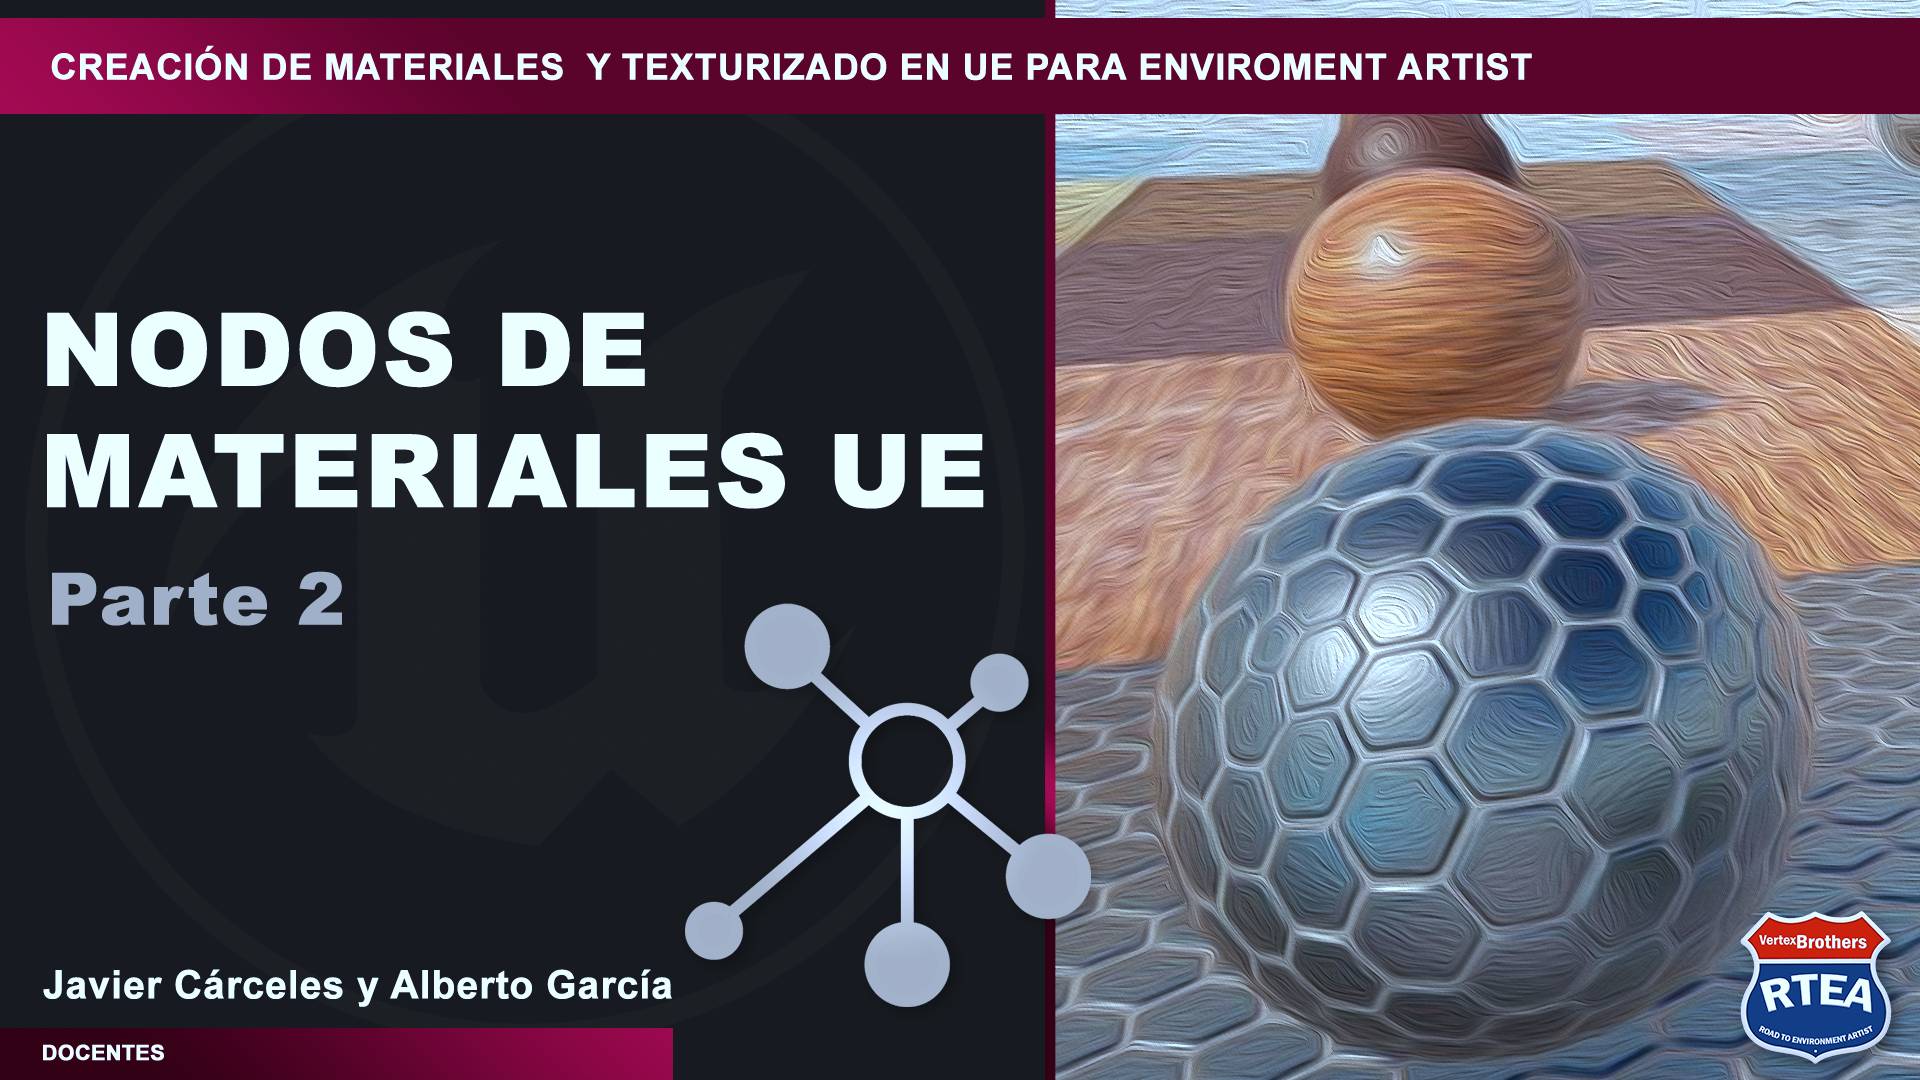 CREACIÓN DE MATERIALES Y TEXTURIZADO EN UE PARA ENVIROMENT ARTIST
NODOS DE
MATERIALES UE
Parte 2
Javier Cárceles y Alberto García
DOCENTES
VertexBrothers
RTEA
ROAD TO ENVIRONMENT ARTIST